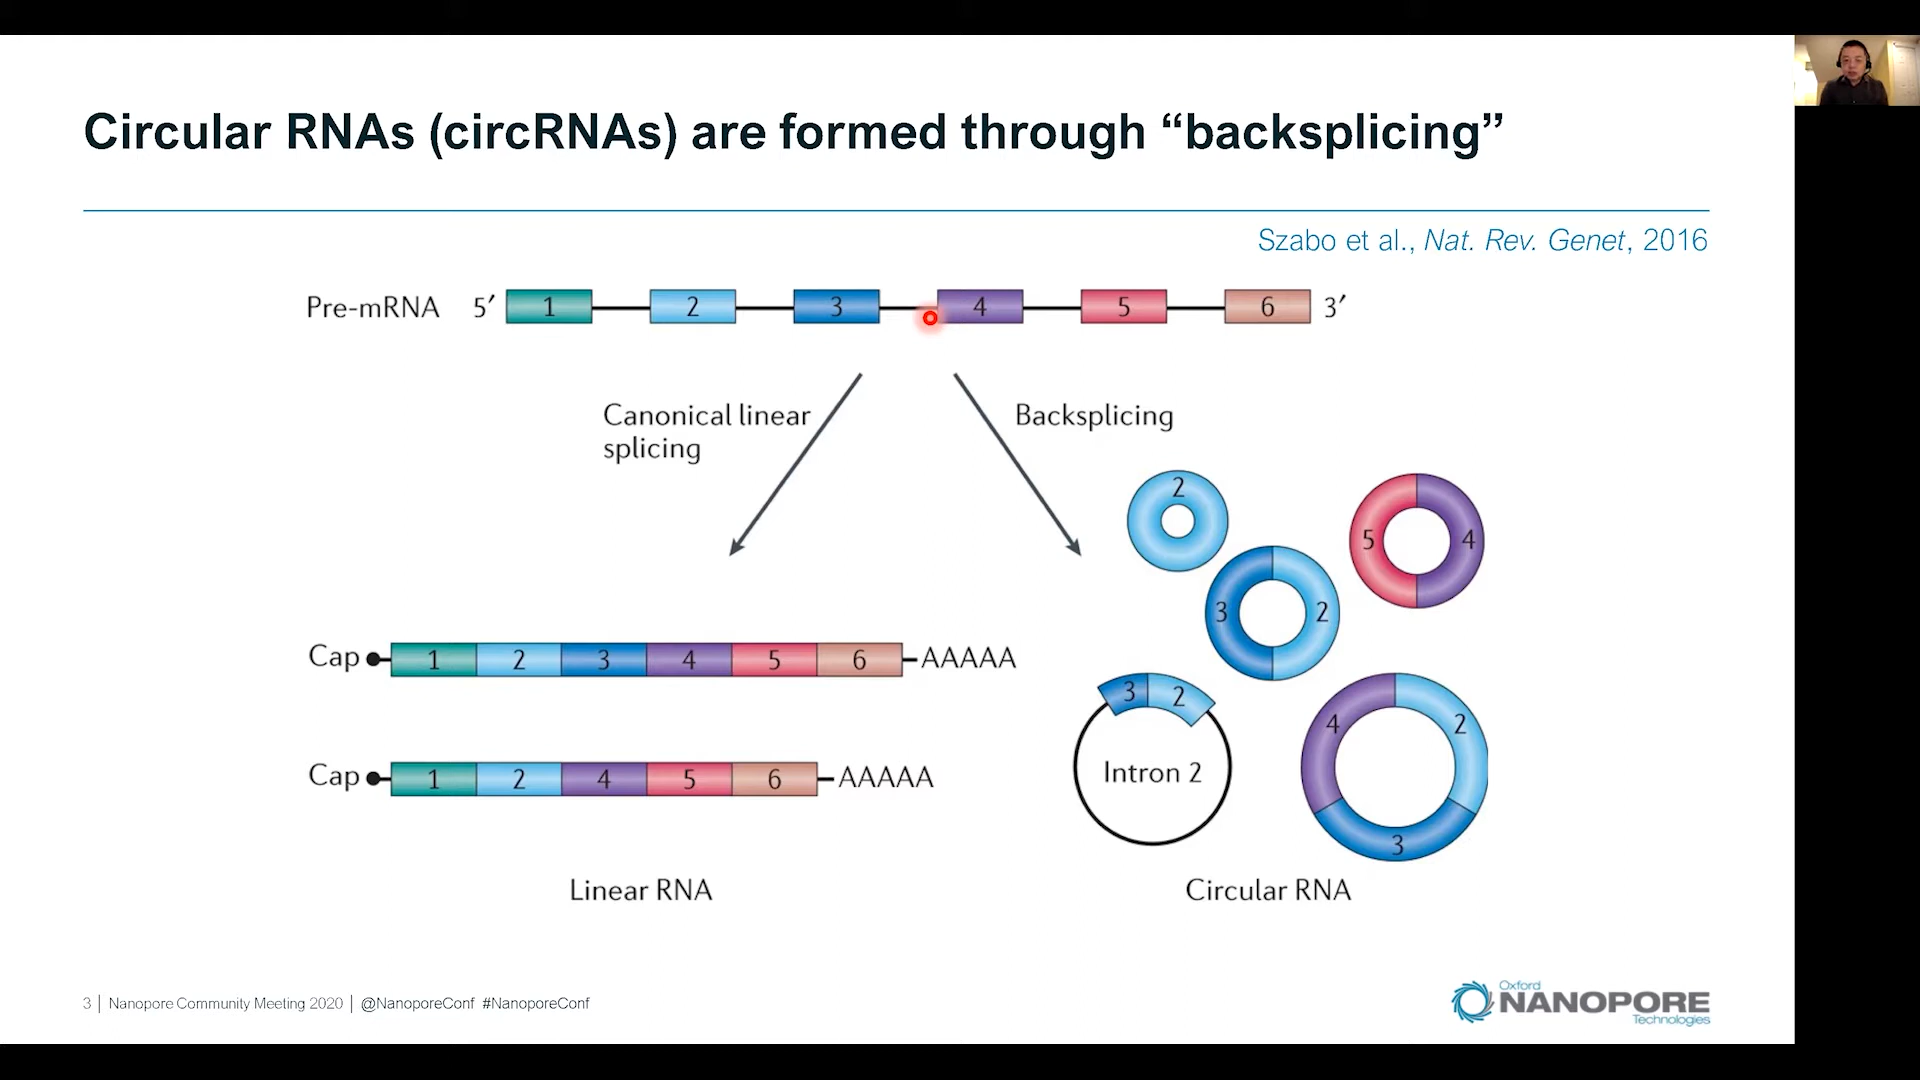 Circular RNAs (circRNAs) are formed through “backsplicing”
Szabo et al., Nat. Rev. Genet, 2016
Pre-mRNA 5′ 1 2 3 4 5 6 3′
Canonical linear
splicing
Backsplicing
2
5 4
3 2
Cap 1 2 3 4 5 6 AAAAA
3 2
4 2
Intron 2
Cap 1 2 4 5 6 AAAAA
3
Linear RNA
Circular RNA
3 | Nanopore Community Meeting 2020 | @NanoporeConf #NanoporeConf
Oxford
NANOPORE
Technologies